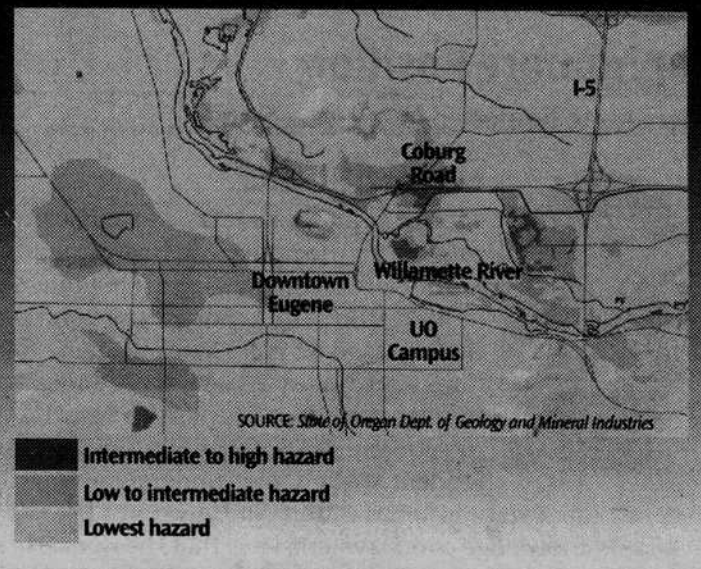 I-5
Coburg
Road
Downtown
Eugene
Willamette River
UO
Campus
SOURCE: State of Oregon Dept. of Geology and Mineral Industries
Intermediate to high hazard
Low to intermediate hazard
Lowest hazard